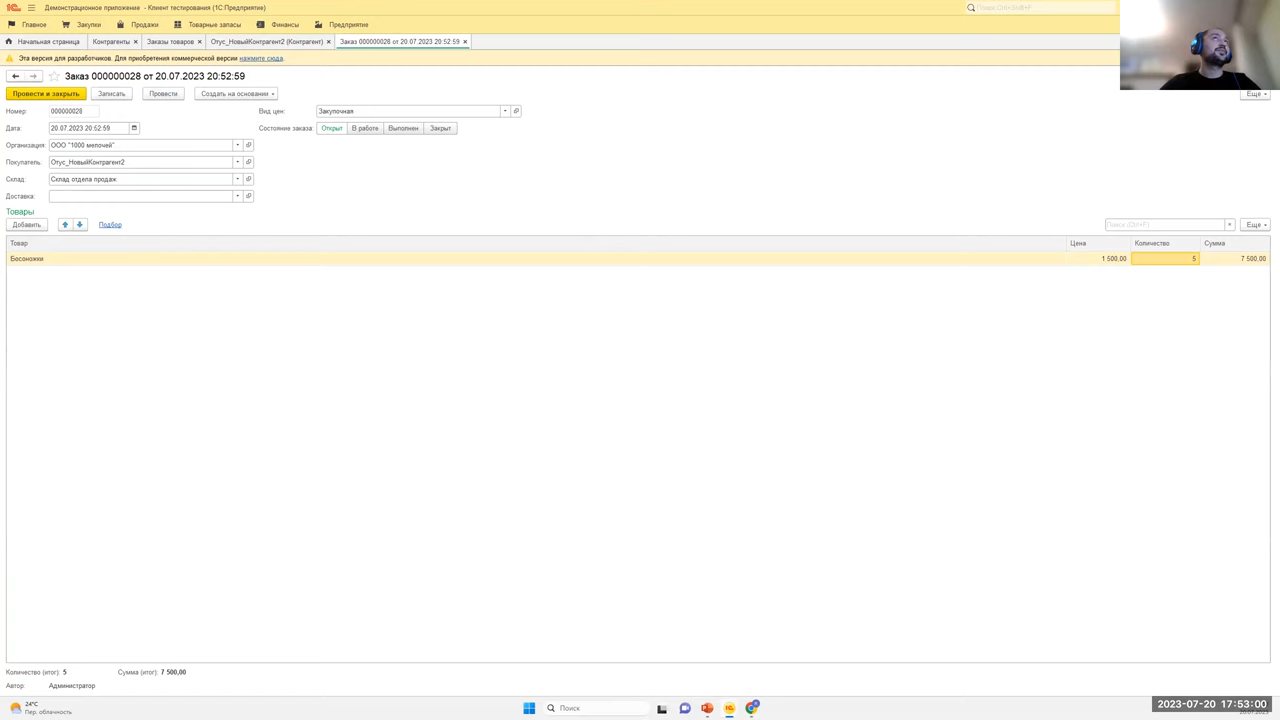 Демонстрационное приложение - Клиент тестирования (1С:Предприятие)
Поиск Ctrl+Shift+F
Главное Закупки Продажи Товарные запасы Финансы Предприятие
Начальная страница Контрагенты × Заказы товаров × Отус_НовыйКонтрагент2 (Контрагент) × Заказ 000000028 от 20.07.2023 20:52:59 ×
Эта версия для разработчиков. Для приобретения коммерческой версии нажмите сюда.
Заказ 000000028 от 20.07.2023 20:52:59
Провести и закрыть Записать Провести Создать на основании Еще
Номер: 000000028 Вид цен: Закупочная
Дата: 20.07.2023 20:52:59 Состояние заказа: Открыт В работе Выполнен Закрыт
Организация: ООО "1000 мелочей"
Покупатель: Отус_НовыйКонтрагент2
Склад: Склад отдела продаж
Доставка:
Товары
Добавить Подбор Поиск (Ctrl+F) × Еще
Товар Цена Количество Сумма
Босоножки 1 500,00 5 7 500,00
Количество (итог): 5 Сумма (итог): 7 500,00
Автор: Администратор
24°C
Пер. облачность
Поиск
2023-07-20 17:53:00